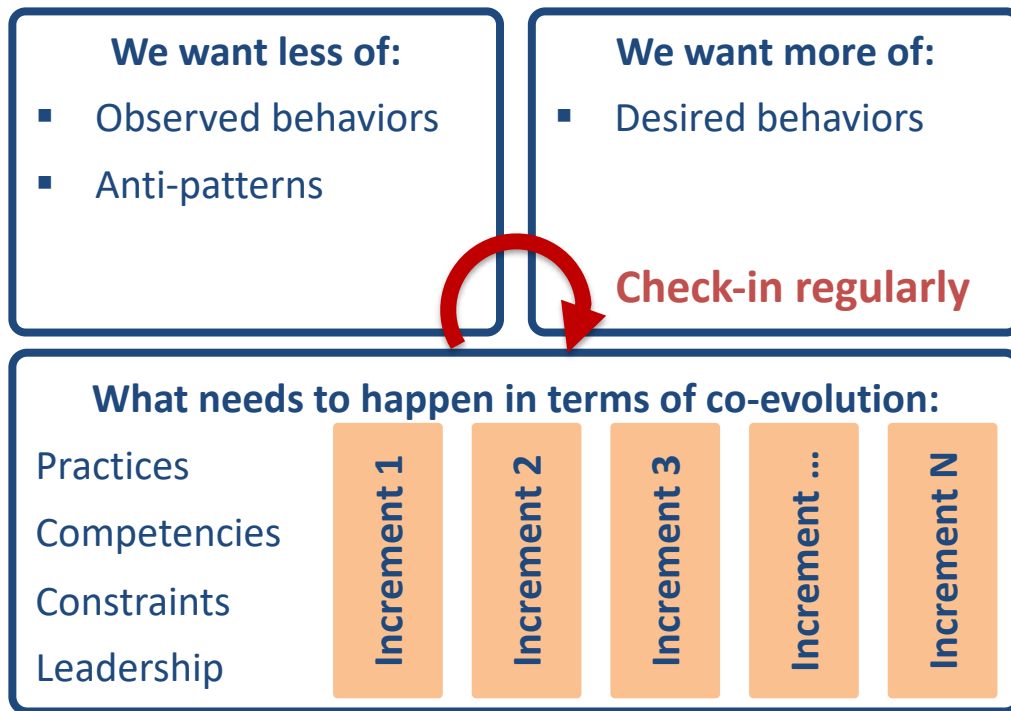 We want less of:
▪ Observed behaviors
▪ Anti-patterns
We want more of:
▪ Desired behaviors
Check-in regularly
What needs to happen in terms of co-evolution:
Practices
Competencies
Constraints
Leadership
Increment 1
Increment 2
Increment 3
Increment ...
Increment N